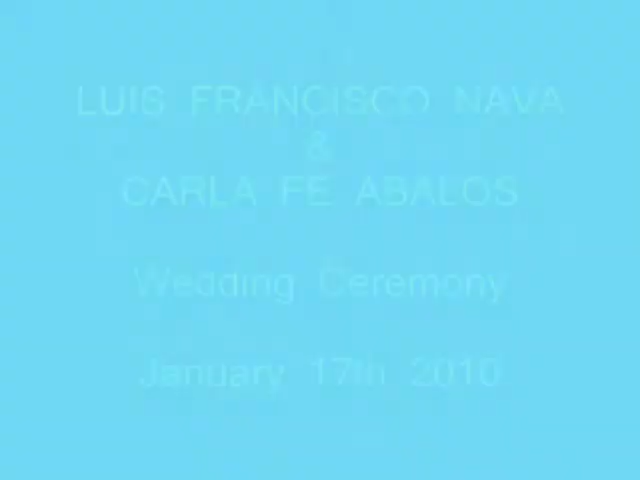 LUIS FRANCISCO NAVA
&
CARLA FE ABALOS
Wedding Ceremony
January 17th 2010